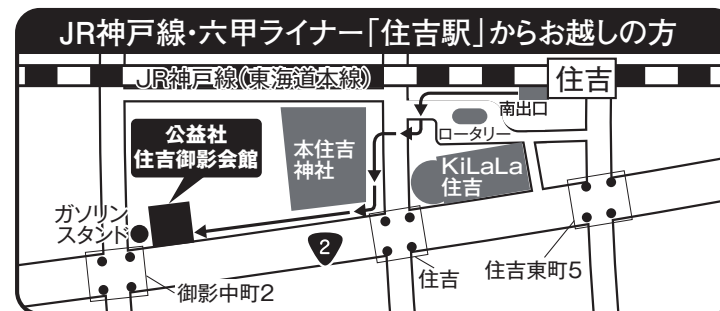 JR神戸線・六甲ライナー「住吉駅」からお越しの方
JR神戸線(東海道本線)
住吉
南出口
ロータリー
公益社
住吉御影会館
本住吉
神社
KiLaLa
住吉
ガソリン
スタンド
2
御影中町2
住吉
住吉東町5